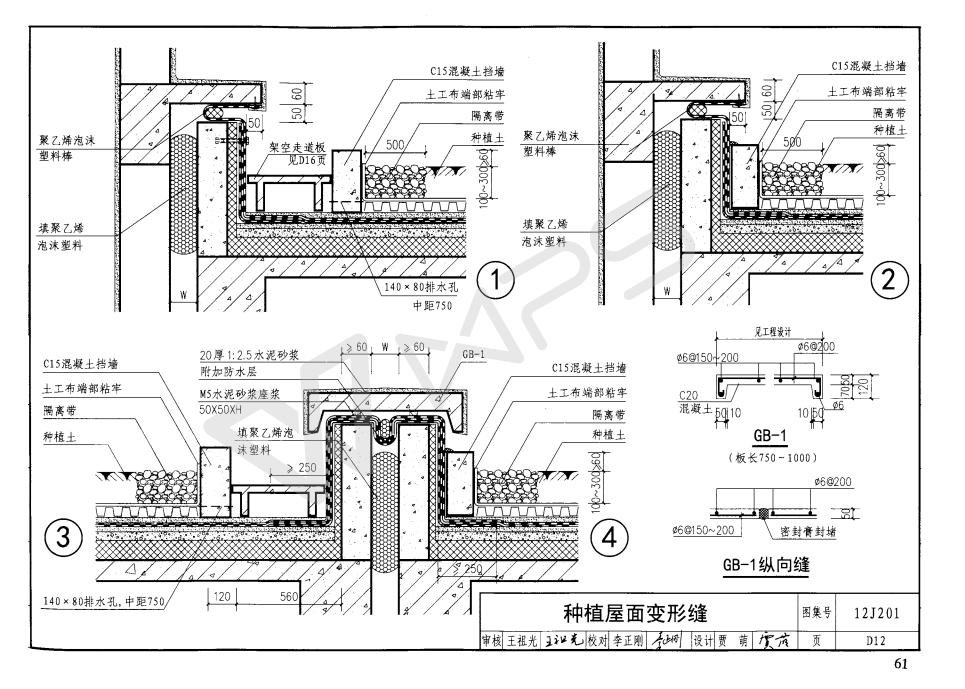 C15混凝土挡墙
土工布端部粘牢
隔离带
种植土
聚乙烯泡沫
塑料棒
架空走道板
见D16页
填聚乙烯
泡沫塑料
50 60
50
500
100~300≥60
W
140×80排水孔
中距750
1
C15混凝土挡墙
土工布端部粘牢
隔离带
种植土
聚乙烯泡沫
塑料棒
填聚乙烯
泡沫塑料
50 60
50
500
100~300≥60
W
2
C15混凝土挡墙
土工布端部粘牢
隔离带
种植土
20厚1:2.5水泥砂浆
附加防水层
M5水泥砂浆座浆
50X50XH
填聚乙烯泡
沫塑料
≥60 W ≥60
GB-1
≥250
3
140×80排水孔,中距750
120 560
C15混凝土挡墙
土工布端部粘牢
隔离带
种植土
100~300≥60
≥250
4
见工程设计
ø6@150~200
ø6@200
C20
混凝土
50 10
10 50
ø6
70 50
120
GB-1
(板长750-1000)
ø6@200
ø6@150~200
密封膏封堵
50
GB-1纵向缝
种植屋面变形缝
图集号 12J201
审核 王祖光 校对 李正刚 设计 贾 萌 页 D12
61
WPS